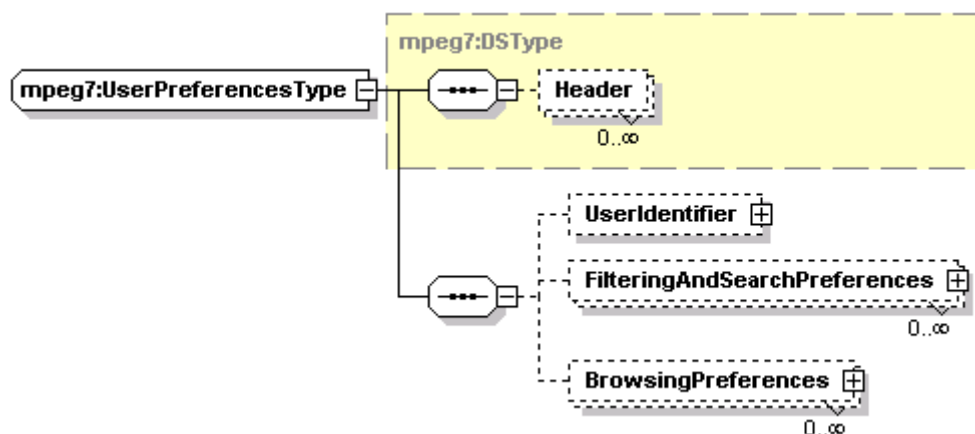 mpeg7:DSType
mpeg7:UserPreferencesType
Header
0..∞
UserIdentifier
FilteringAndSearchPreferences
0..∞
BrowsingPreferences
0..∞